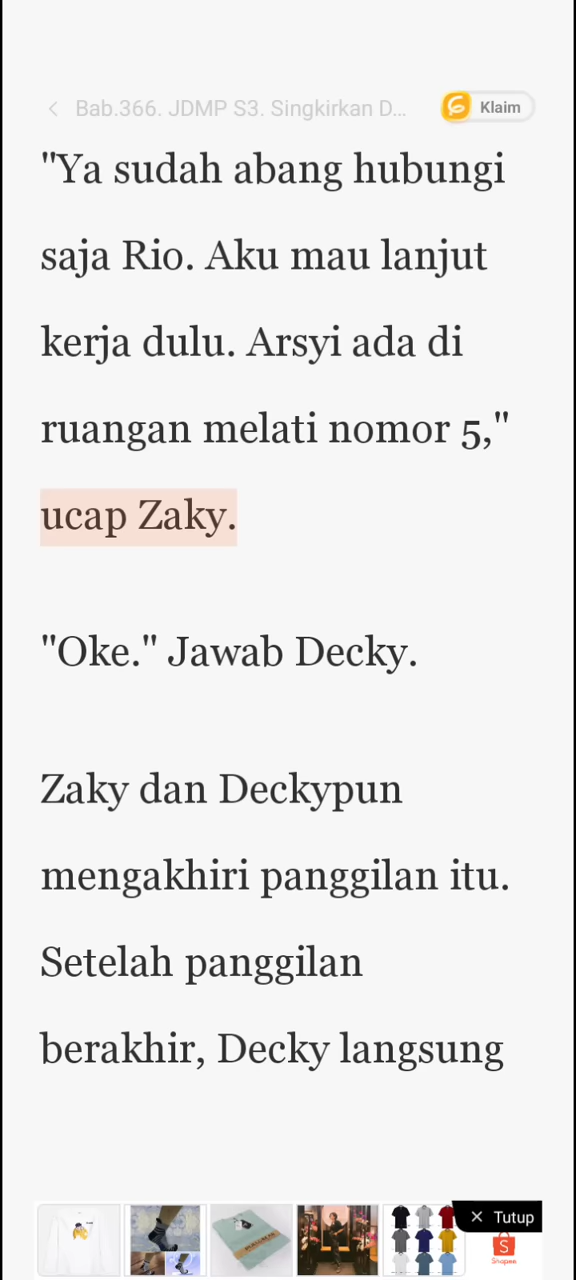 Bab.366. JDMP S3. Singkirkan D...
Klaim
"Ya sudah abang hubungi
saja Rio. Aku mau lanjut
kerja dulu. Arsyi ada di
ruangan melati nomor 5,"
ucap Zaky.
"Oke." Jawab Decky.
Zaky dan Deckypun
mengakhiri panggilan itu.
Setelah panggilan
berakhir, Decky langsung
× Tutup
Shopee